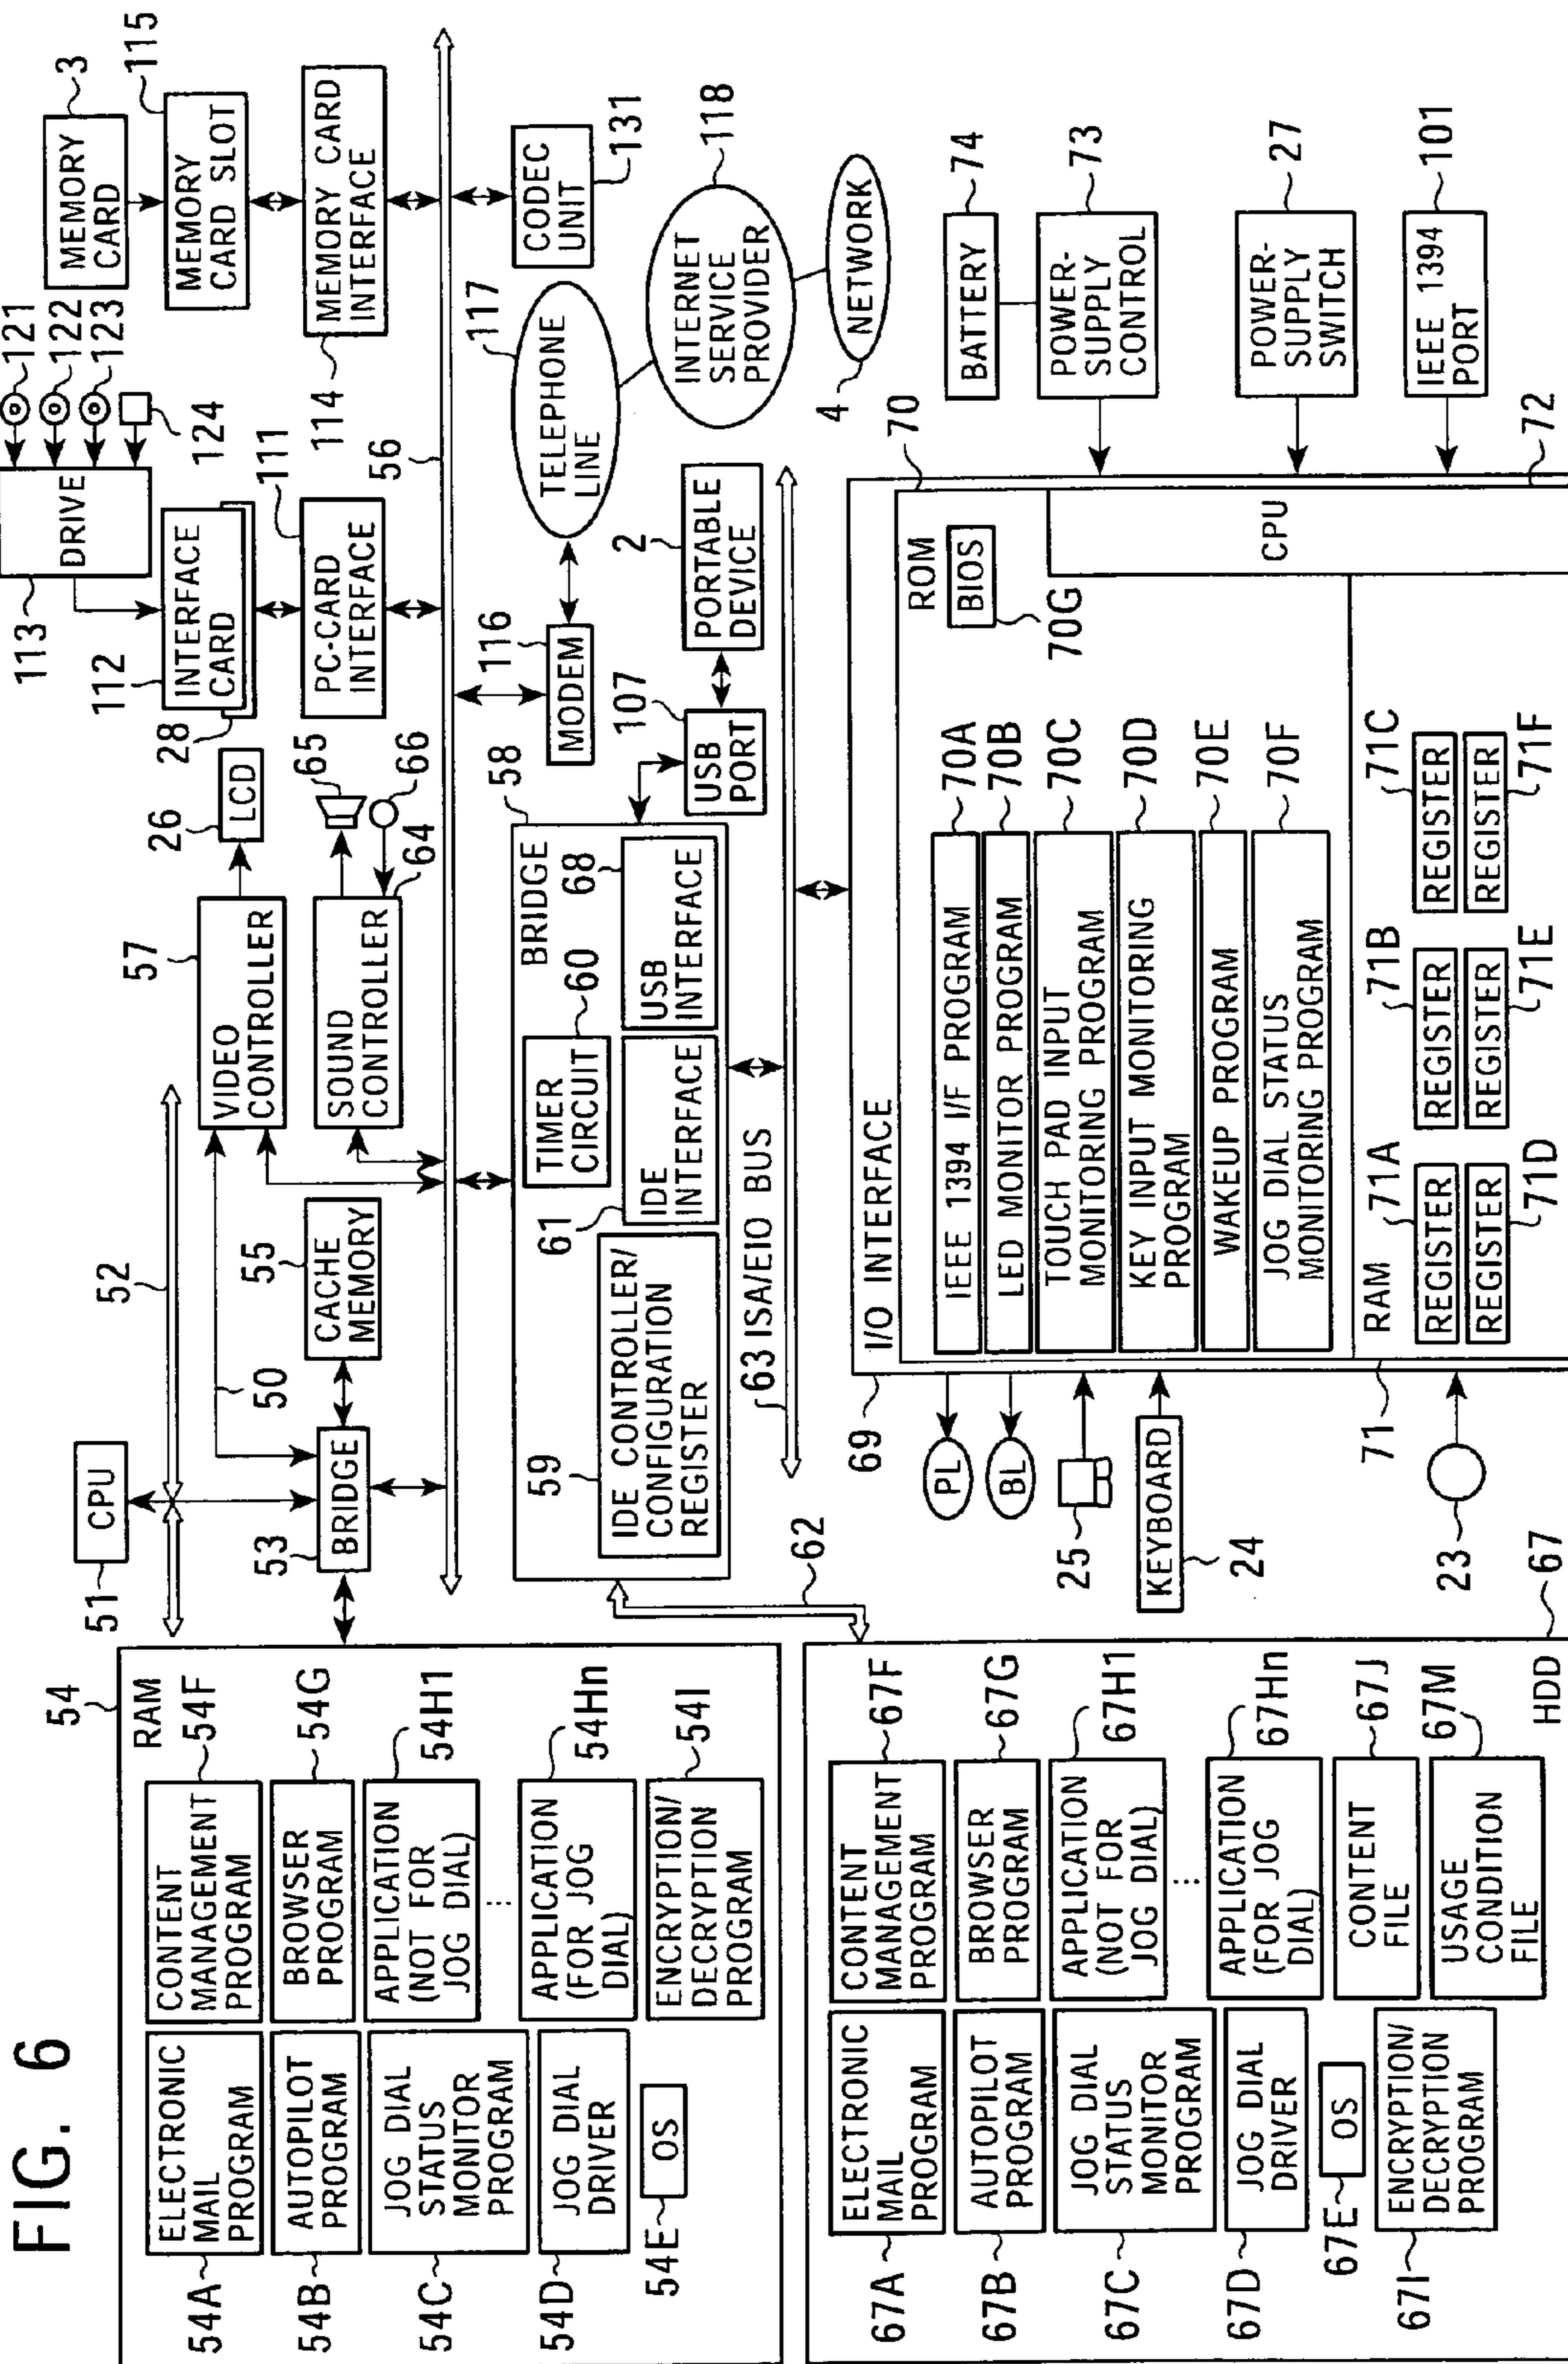 FIG. 6
54
RAM
ELECTRONIC
MAIL
PROGRAM
54A
AUTOPILOT
PROGRAM
54B
JOG DIAL
STATUS
MONITOR
PROGRAM
54C
JOG DIAL
DRIVER
54D
OS
54E
CONTENT
MANAGEMENT
PROGRAM
54F
BROWSER
PROGRAM
54G
APPLICATION
(NOT FOR
JOG DIAL)
54H1
APPLICATION
(FOR JOG
DIAL)
54Hn
ENCRYPTION/
DECRYPTION
PROGRAM
54I
ELECTRONIC
MAIL
PROGRAM
67A
AUTOPILOT
PROGRAM
67B
JOG DIAL
STATUS
MONITOR
PROGRAM
67C
JOG DIAL
DRIVER
67D
OS
67E
ENCRYPTION/
DECRYPTION
PROGRAM
67I
CONTENT
MANAGEMENT
PROGRAM
67F
BROWSER
PROGRAM
67G
APPLICATION
(NOT FOR
JOG DIAL)
67H1
APPLICATION
(FOR JOG
DIAL)
67Hn
CONTENT
FILE
67J
USAGE
CONDITION
FILE
67M
HDD
67
51
CPU
52
53
BRIDGE
50
CACHE
MEMORY
55
57
VIDEO
CONTROLLER
26
LCD
SOUND
CONTROLLER
64
65
66
113
DRIVE
121
122
123
124
112
INTERFACE
CARD
28
PC-CARD
INTERFACE
111
MEMORY
CARD
3
MEMORY
CARD SLOT
115
MEMORY CARD
INTERFACE
114
56
58
BRIDGE
59
IDE CONTROLLER/
CONFIGURATION
REGISTER
TIMER
CIRCUIT
60
61
IDE
INTERFACE
USB
INTERFACE
68
62
USB
PORT
107
PORTABLE
DEVICE
2
MODEM
116
TELEPHONE
LINE
117
INTERNET
SERVICE
PROVIDER
118
NETWORK
4
CODEC
UNIT
131
63 ISA/EIO BUS
69
I/O INTERFACE
70
ROM
BIOS
70G
IEEE 1394 I/F PROGRAM
70A
LED MONITOR PROGRAM
70B
TOUCH PAD INPUT
MONITORING PROGRAM
70C
KEY INPUT MONITORING
PROGRAM
70D
WAKEUP PROGRAM
70E
JOG DIAL STATUS
MONITORING PROGRAM
70F
RAM
71
REGISTER
71A
REGISTER
71B
REGISTER
71C
REGISTER
71D
REGISTER
71E
REGISTER
71F
CPU
72
PL
BL
25
KEYBOARD
24
23
BATTERY
74
POWER-
SUPPLY
CONTROL
73
POWER-
SUPPLY
SWITCH
27
IEEE 1394
PORT
101